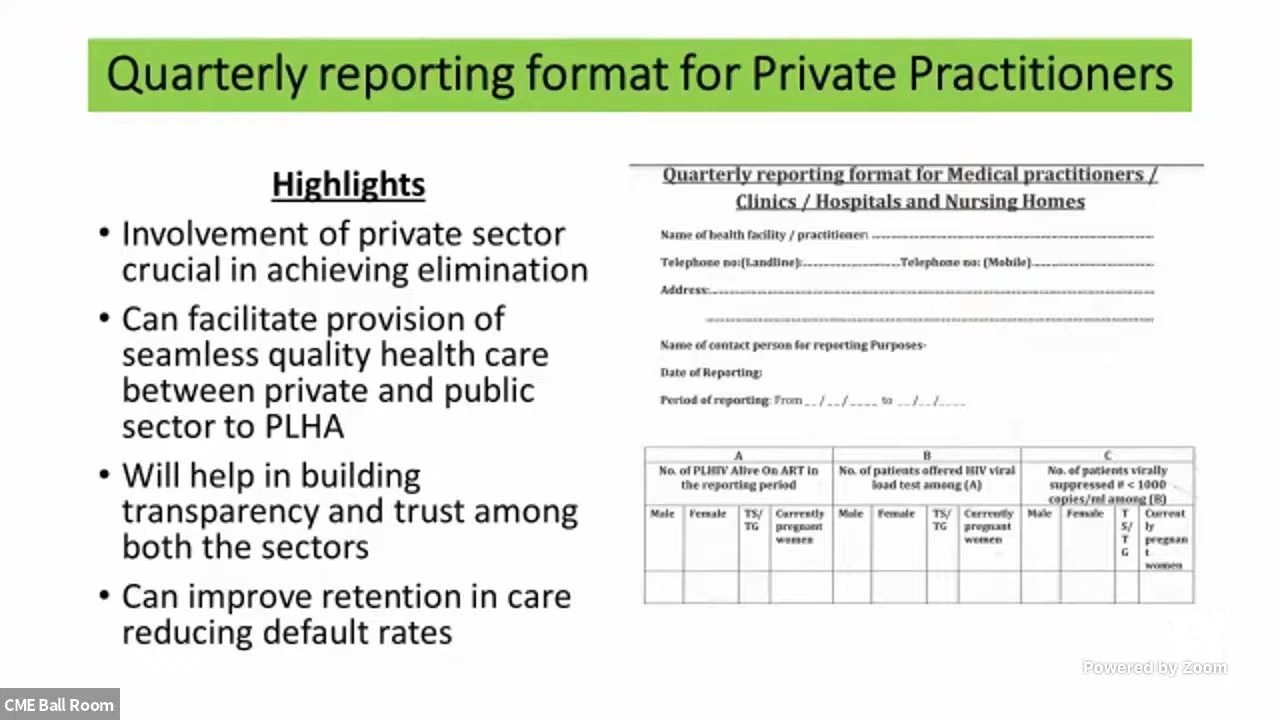 Quarterly reporting format for Private Practitioners
Highlights
• Involvement of private sector
crucial in achieving elimination
• Can facilitate provision of
seamless quality health care
between private and public
sector to PLHA
• Will help in building
transparency and trust among
both the sectors
• Can improve retention in care
reducing default rates
Quarterly reporting format for Medical practitioners /
Clinics / Hospitals and Nursing Homes
Name of health facility / practitioner:
Telephone no:(Landline): Telephone no: (Mobile)
Address:
Name of contact person for reporting Purposes-
Date of Reporting:
Period of reporting: From __/__/____ to __/__/____
A B C
No. of PLHIV Alive On ART in
the reporting period
No. of patients offered HIV viral
load test among (A)
No. of patients virally
suppressed # < 1000
copies/ml among (B)
Male Female TS/
TG
Currently
pregnant
women
Male Female TS/
TG
Currently
pregnant
women
Male Female T
S/
T
G
Current
ly
pregnan
t
women
Powered by Zoom
CME Ball Room